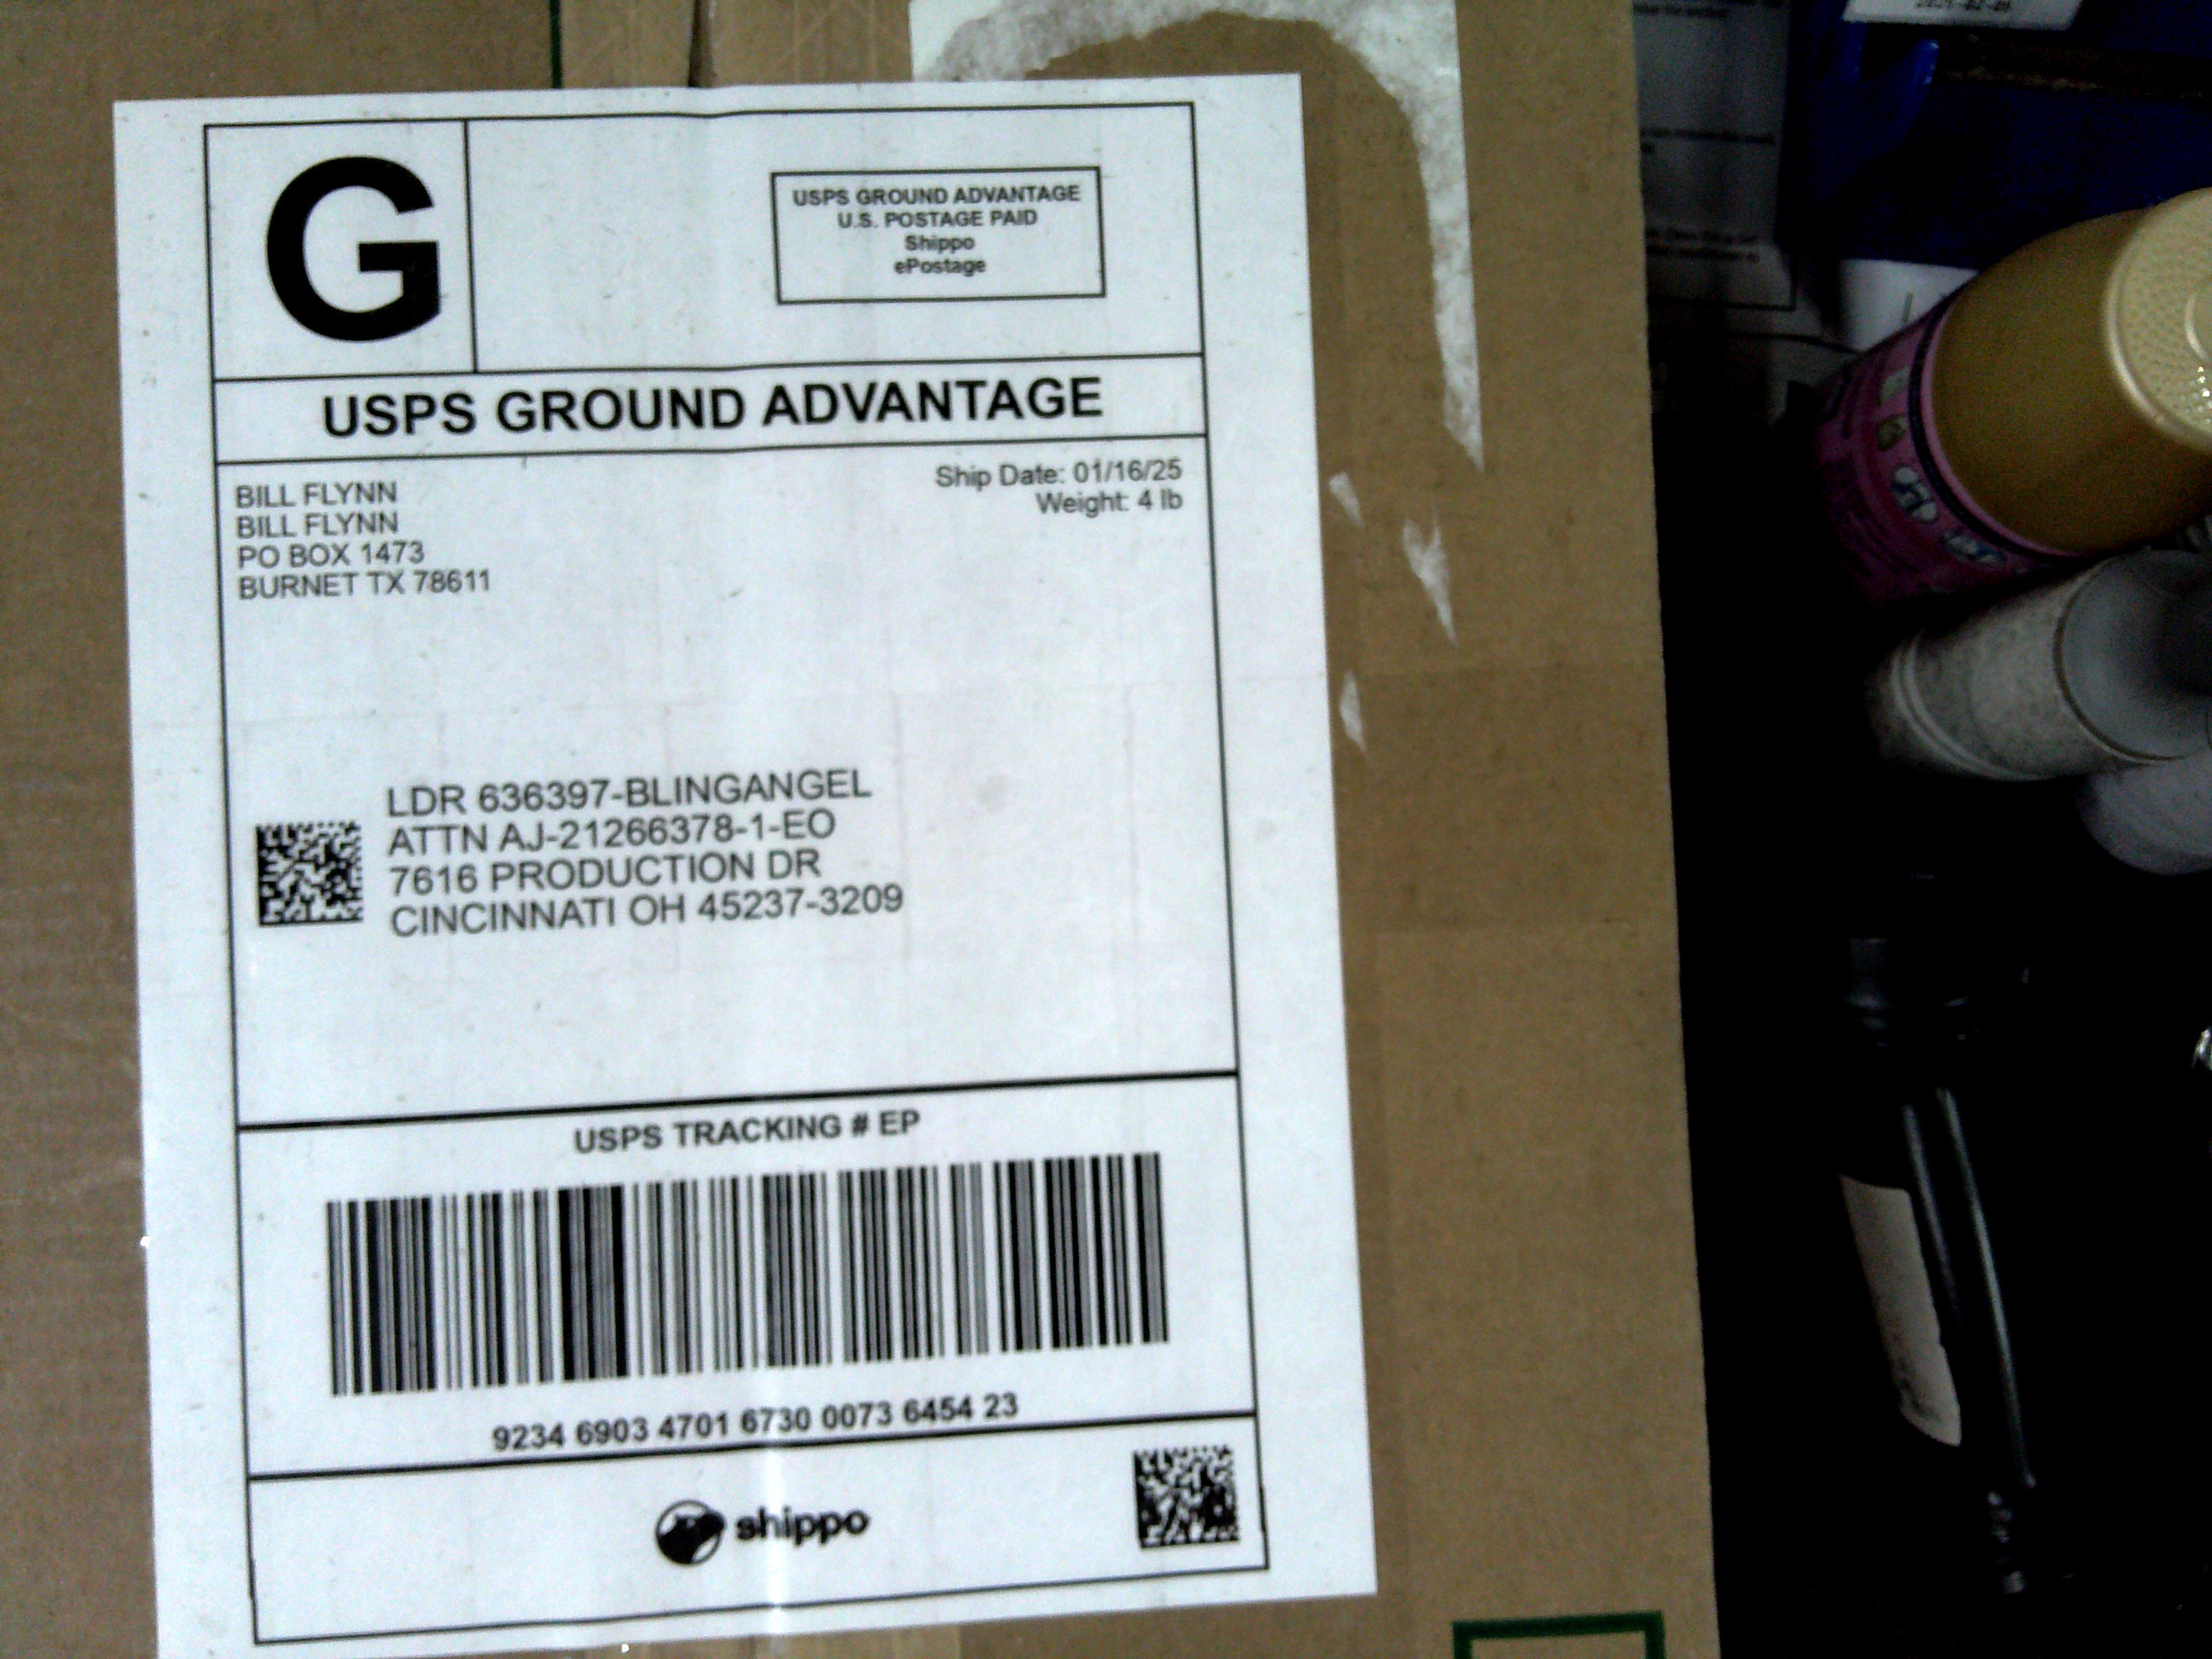 G
USPS GROUND ADVANTAGE
U.S. POSTAGE PAID
Shippo
ePostage
USPS GROUND ADVANTAGE
BILL FLYNN
BILL FLYNN
PO BOX 1473
BURNET TX 78611
Ship Date: 01/16/25
Weight: 4 lb
LDR 636397-BLINGANGEL
ATTN AJ-21266378-1-EO
7616 PRODUCTION DR
CINCINNATI OH 45237-3209
USPS TRACKING # EP
9234 6903 4701 6730 0073 6454 23
shippo